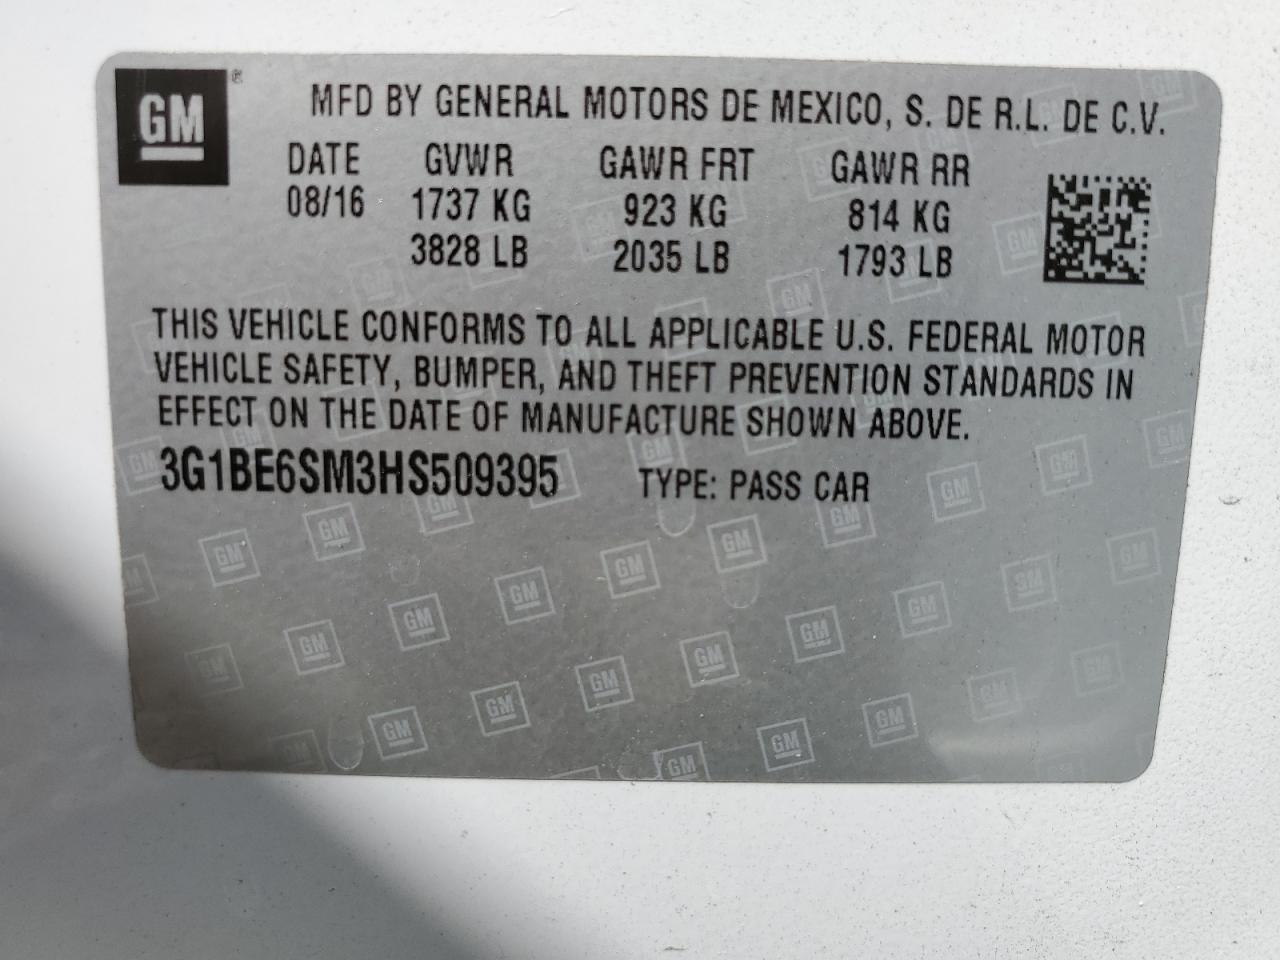 GM ®
MFD BY GENERAL MOTORS DE MEXICO, S. DE R.L. DE C.V.
DATE GVWR GAWR FRT GAWR RR
08/16 1737 KG 923 KG 814 KG
3828 LB 2035 LB 1793 LB
THIS VEHICLE CONFORMS TO ALL APPLICABLE U.S. FEDERAL MOTOR
VEHICLE SAFETY, BUMPER, AND THEFT PREVENTION STANDARDS IN
EFFECT ON THE DATE OF MANUFACTURE SHOWN ABOVE.
3G1BE6SM3HS509395 TYPE: PASS CAR